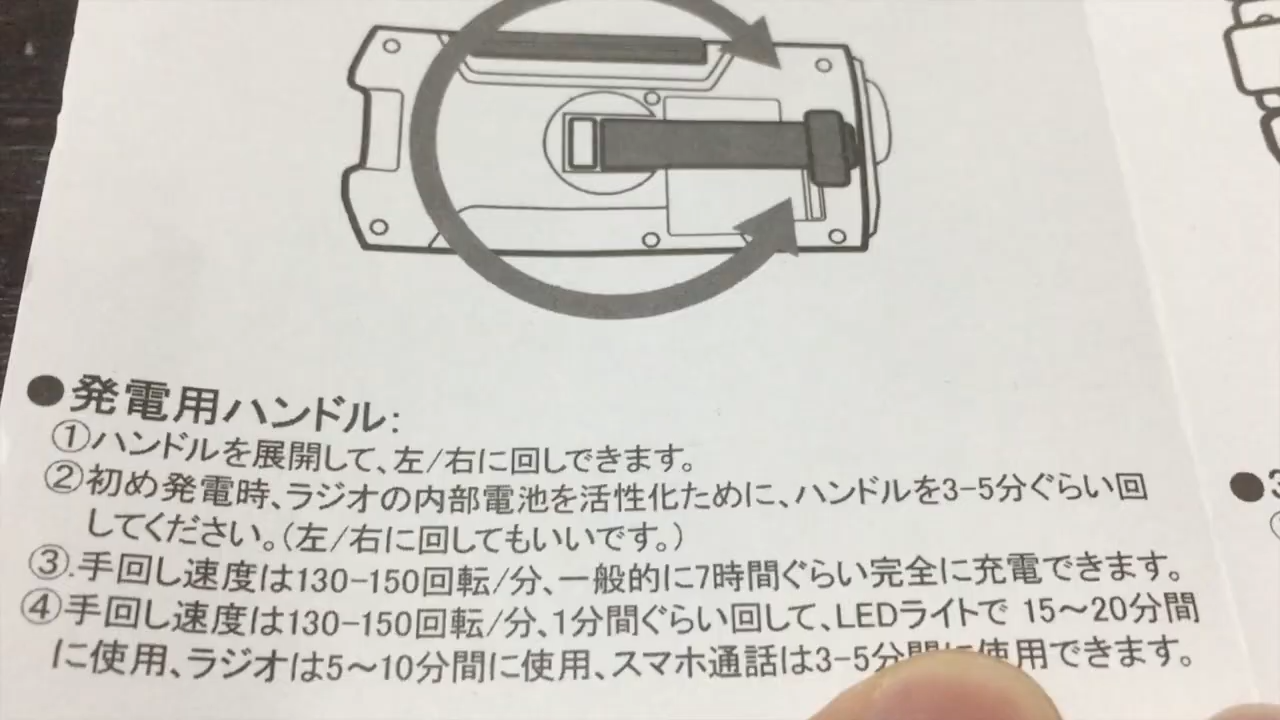 ●発電用ハンドル:
①ハンドルを展開して、左/右に回しできます。
②初め発電時、ラジオの内部電池を活性化ために、ハンドルを3-5分ぐらい回
してください。(左/右に回してもいいです。)
③.手回し速度は130-150回転/分、一般的に7時間ぐらい完全に充電できます。
④手回し速度は130-150回転/分、1分間ぐらい回して、LEDライトで 15～20分間
に使用、ラジオは5～10分間に使用、スマホ通話は3-5分間に使用できます。